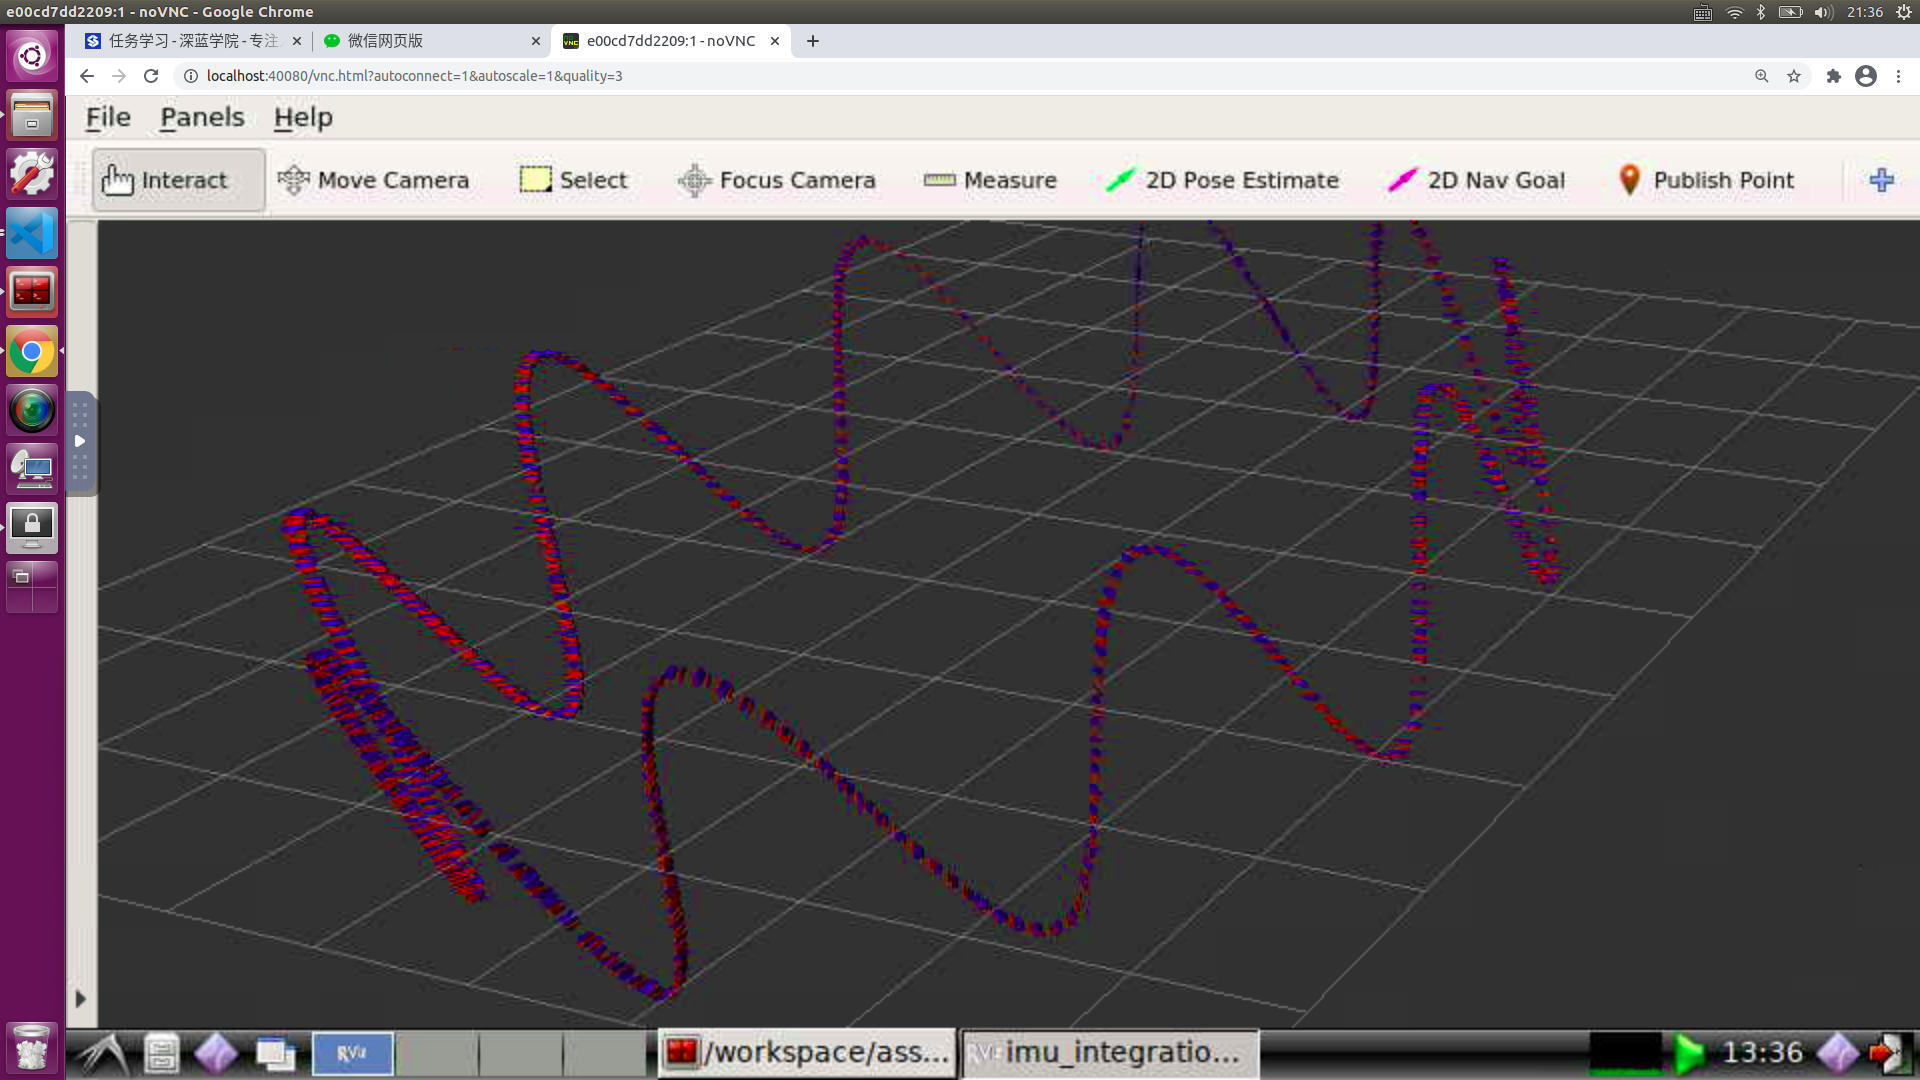 e00cd7dd2209:1 - noVNC - Google Chrome
21:36
任务学习 - 深蓝学院 - 专注
微信网页版
e00cd7dd2209:1 - noVNC
localhost:40080/vnc.html?autoconnect=1&autoscale=1&quality=3
File Panels Help
Interact Move Camera Select Focus Camera Measure 2D Pose Estimate 2D Nav Goal Publish Point
RViz /workspace/ass... RViz imu_integratio... 13:36